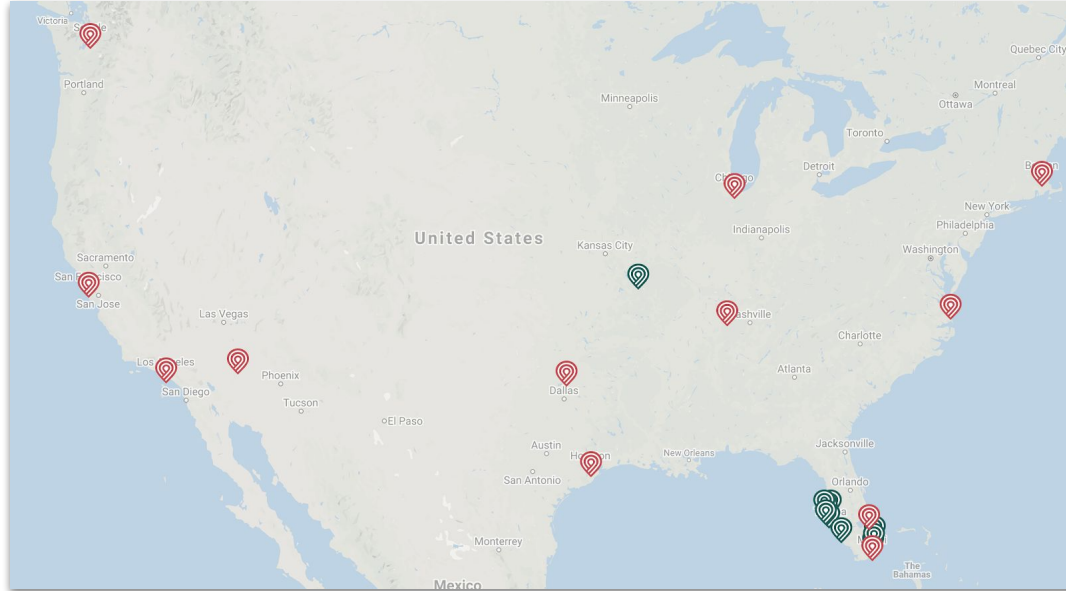 Victoria
Portland
Minneapolis
Quebec City
Montreal
Ottawa
Toronto
Detroit
New York
Philadelphia
Indianapolis
United States
Kansas City
Washington
Sacramento
San Jose
Las Vegas
Charlotte
Atlanta
Phoenix
San Diego
Tucson
El Paso
Dallas
Austin
San Antonio
New Orleans
Jacksonville
Orlando
Monterrey
The
Bahamas
Mexico